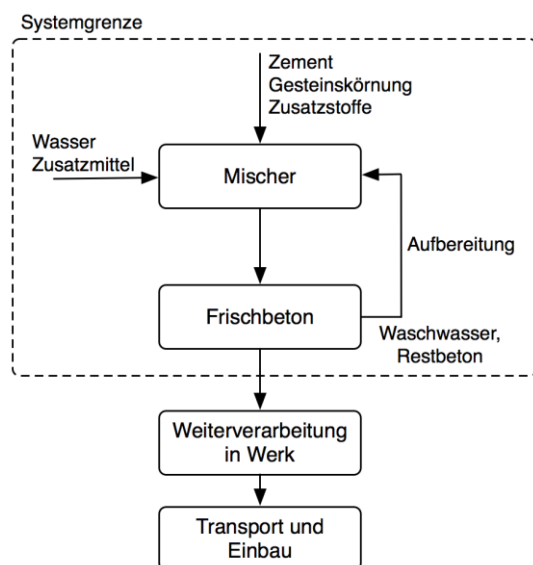 Systemgrenze
Zement
Gesteinskörnung
Zusatzstoffe
Wasser
Zusatzmittel
Mischer
Aufbereitung
Frischbeton
Waschwasser,
Restbeton
Weiterverarbeitung
in Werk
Transport und
Einbau